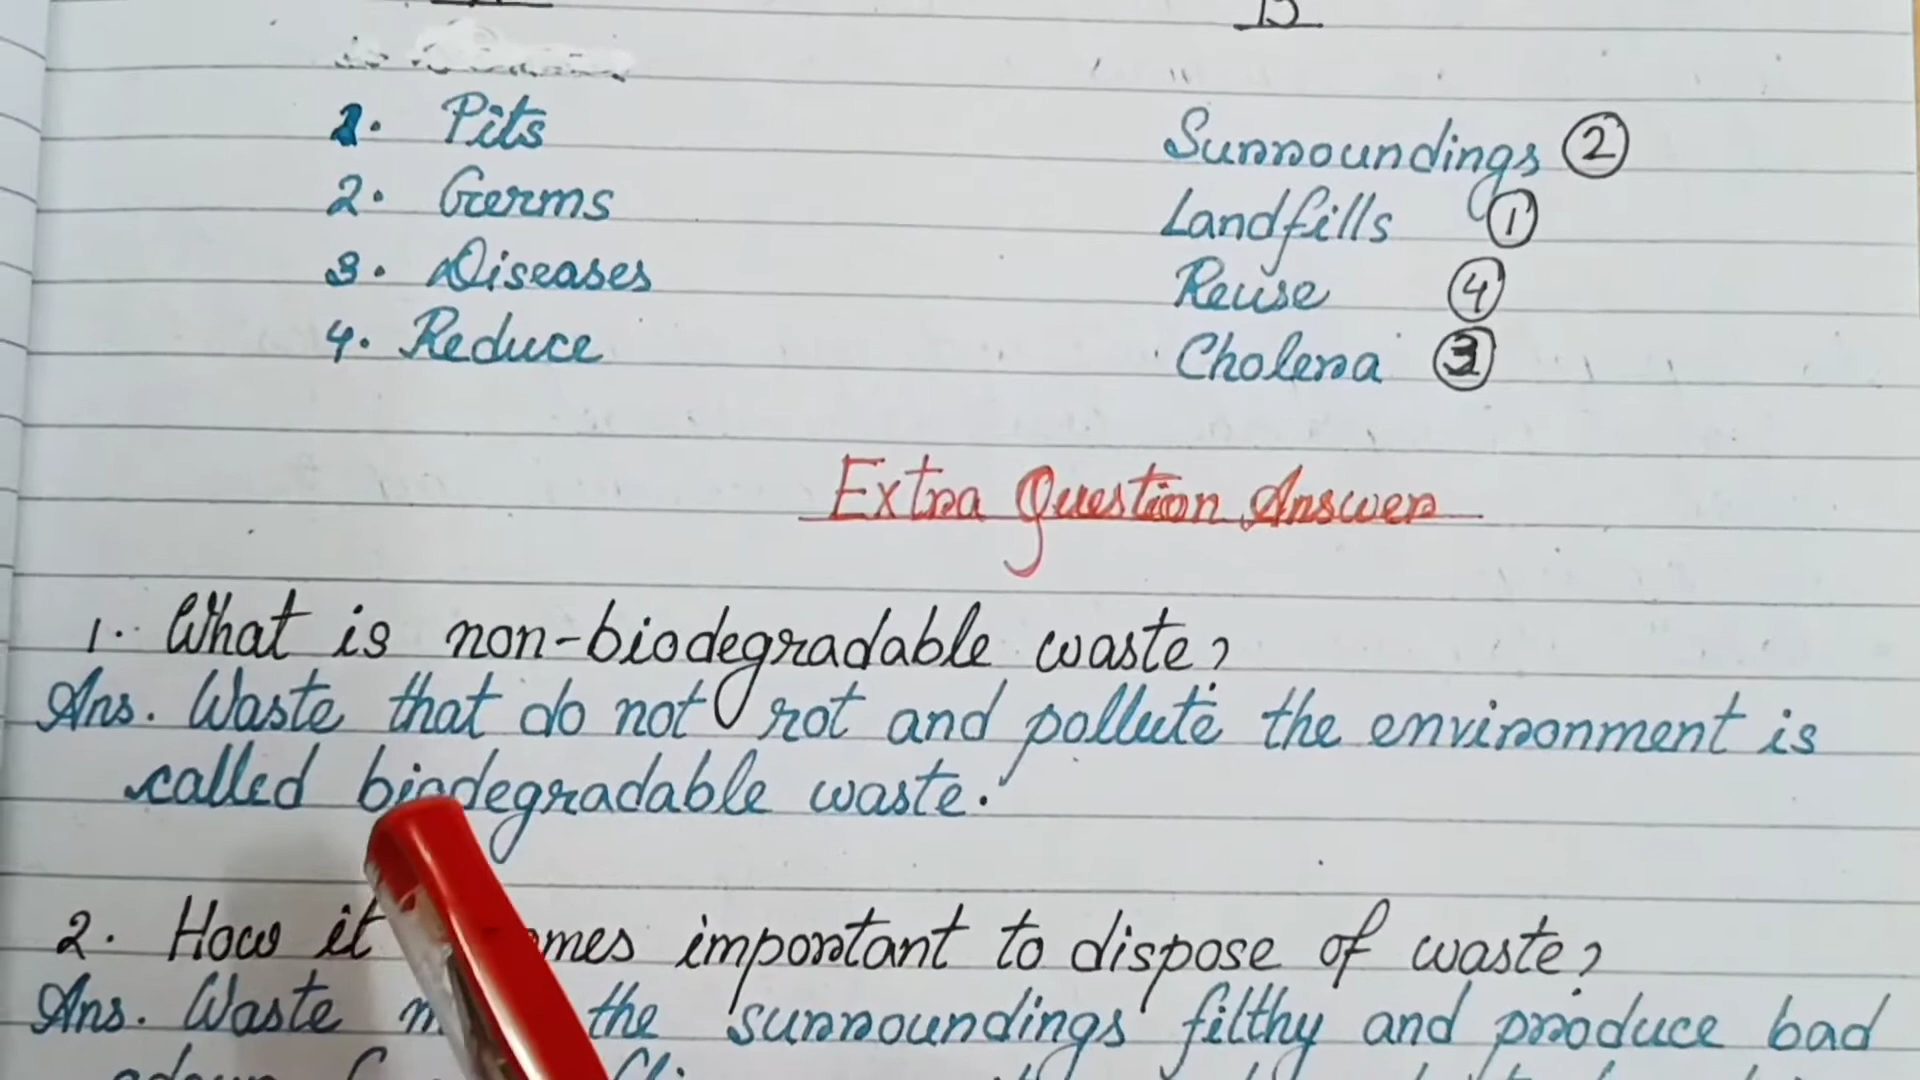 B
1. Pits Surroundings ②
2. Germs Landfills ①
3. Diseases Reuse ④
4. Reduce Cholera ③
Extra Question Answer
1. What is non-biodegradable waste?
Ans. Waste that do not rot and pollute the environment is
called biodegradable waste.
2. How it important to dispose of waste?
Ans. Waste the surroundings filthy and produce bad